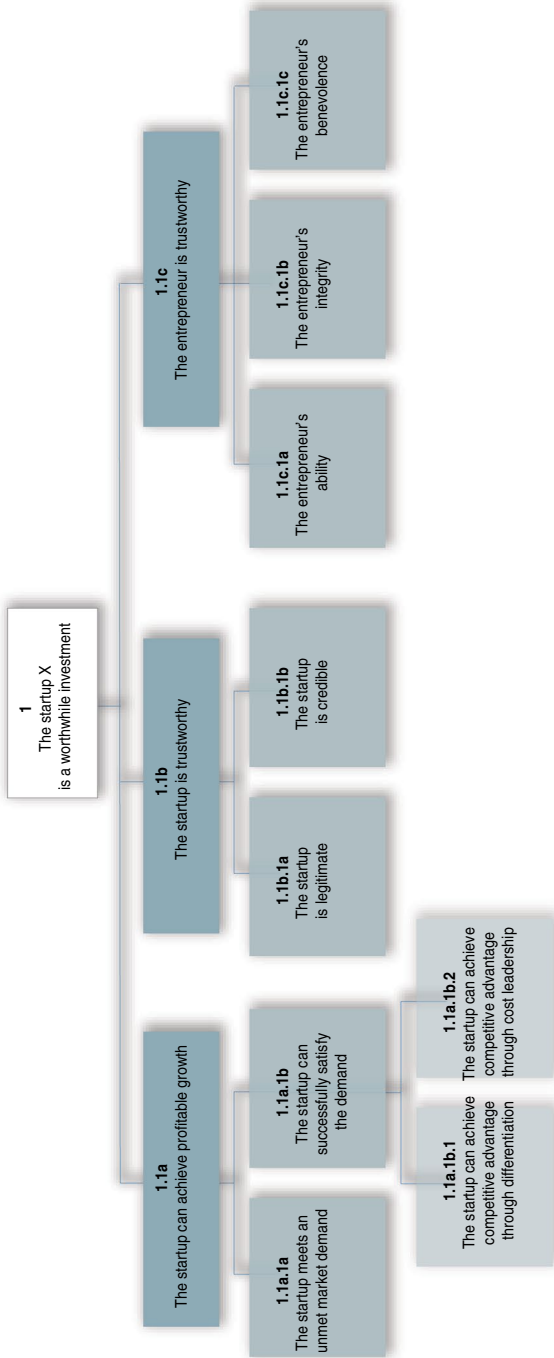 1
The startup X
is a worthwhile investment
1.1a
The startup can achieve profitable growth
1.1b
The startup is trustworthy
1.1c
The entrepreneur is trustworthy
1.1a.1a
The startup meets an
unmet market demand
1.1a.1b
The startup can
successfully satisfy
the demand
1.1b.1a
The startup
is legitimate
1.1b.1b
The startup
is credible
1.1c.1a
The entrepreneur's
ability
1.1c.1b
The entrepreneur's
integrity
1.1c.1c
The entrepreneur's
benevolence
1.1a.1b.1
The startup can achieve
competitive advantage
through differentiation
1.1a.1b.2
The startup can achieve
competitive advantage
through cost leadership